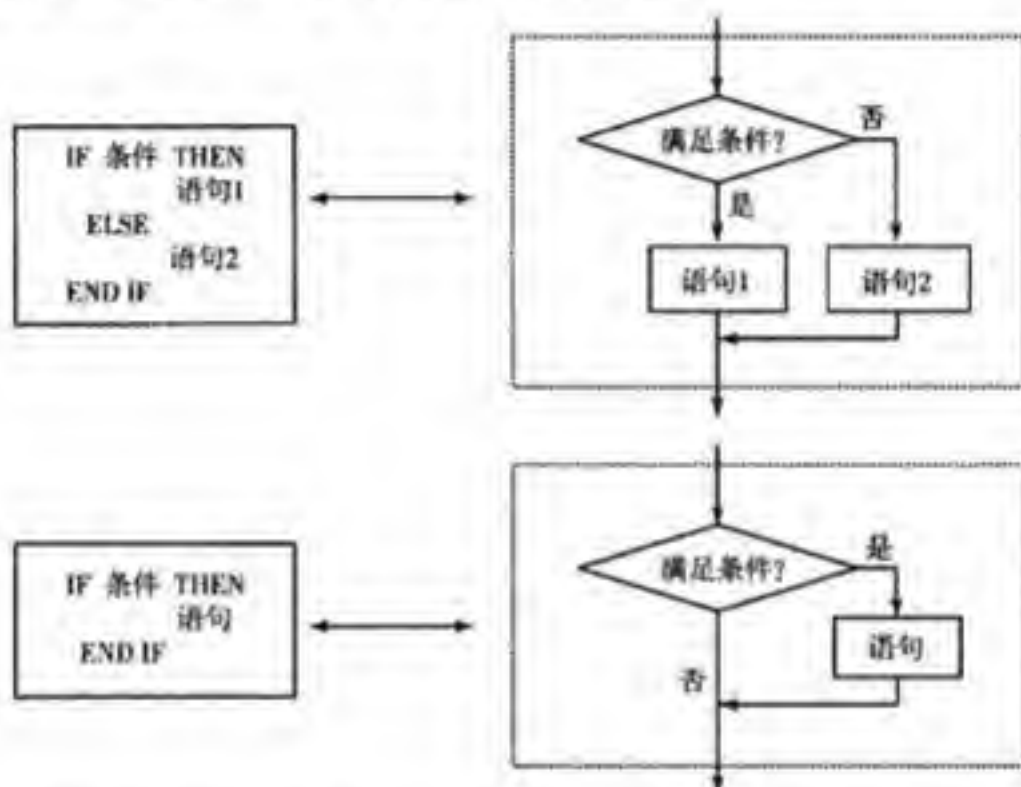 IF 条件 THEN
语句1
ELSE
语句2
END IF
满足条件?
否
是
语句1
语句2
IF 条件 THEN
语句
END IF
满足条件?
是
语句
否